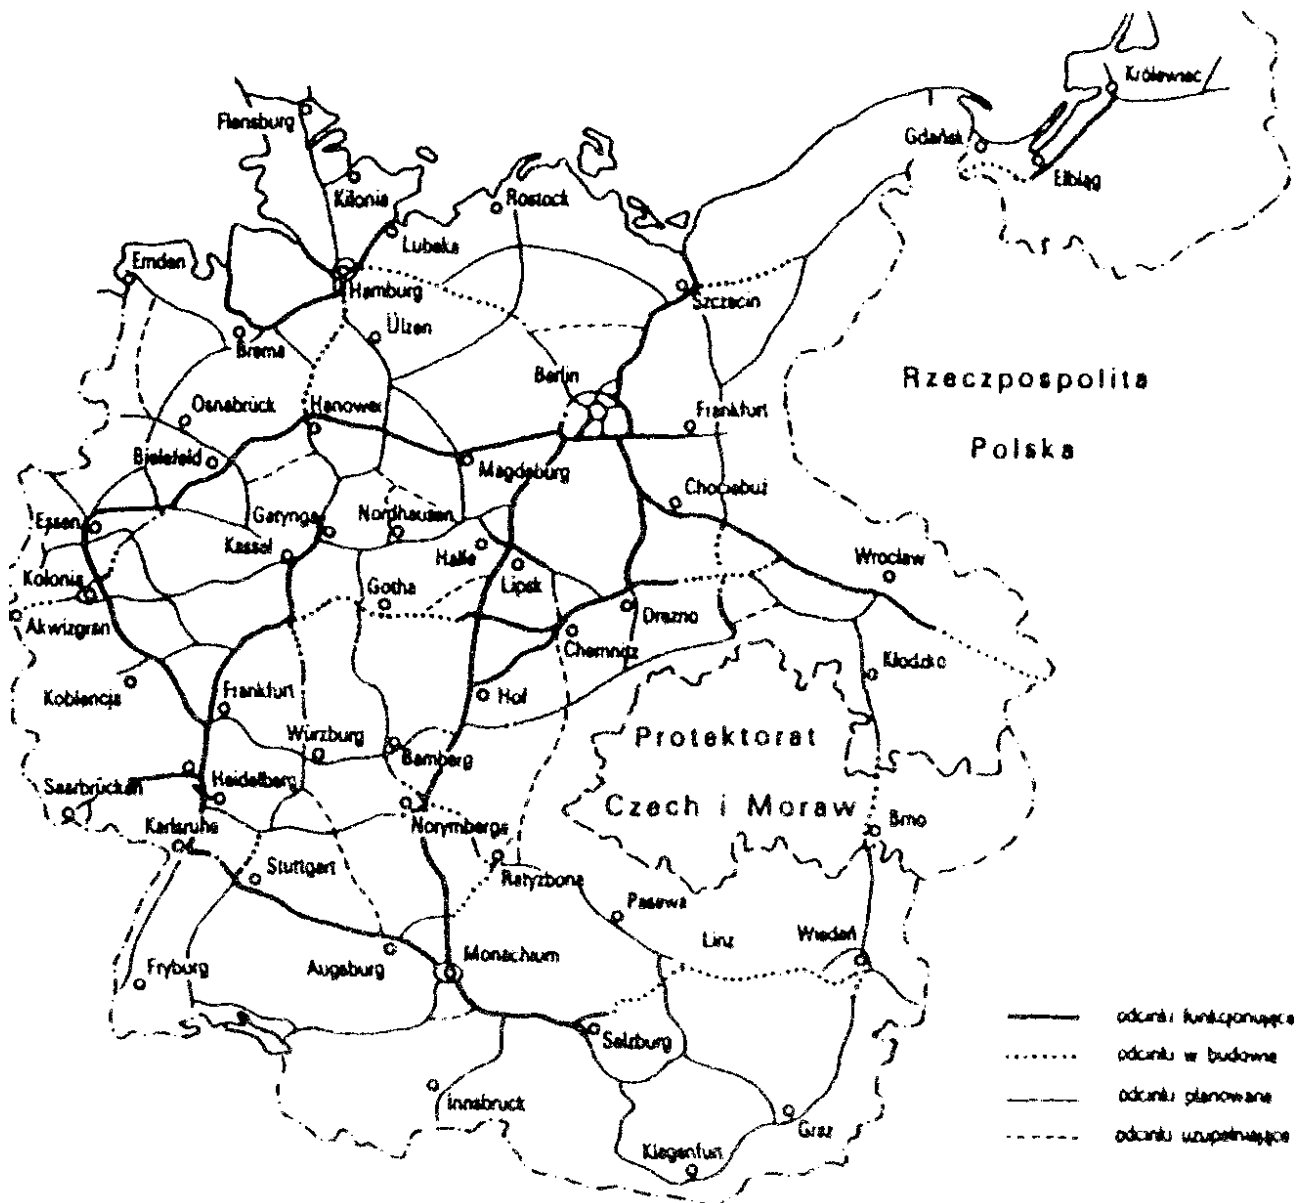 Królewiec
Flensburg
Gdańsk
Elbląg
Kilonia
Rostock
Lubeka
Emden
Hamburg
Szczecin
Ülzen
Brema
Berlin
Rzeczpospolita
Polska
Osnabrück
Hanower
Frankfurt
Bielefeld
Magdeburg
Chociebuż
Essen
Getynga
Nordhausen
Kassel
Halle
Wrocław
Kolonia
Gotha
Lipsk
Akwizgran
Drezno
Chemnitz
Kłodzko
Koblencja
Frankfurt
Hof
Würzburg
Bamberg
Protektorat
Czech i Moraw
Saarbrücken
Heidelberg
Karlsruhe
Norymberga
Brno
Stuttgart
Ratyzbona
Pasawa
Linz
Wiedeń
Fryburg
Augsburg
Monachium
Salzburg
Innsbruck
Graz
Klagenfurt
odcinki funkcjonujące
odcinki w budowie
odcinki planowane
odcinki uzupełniające